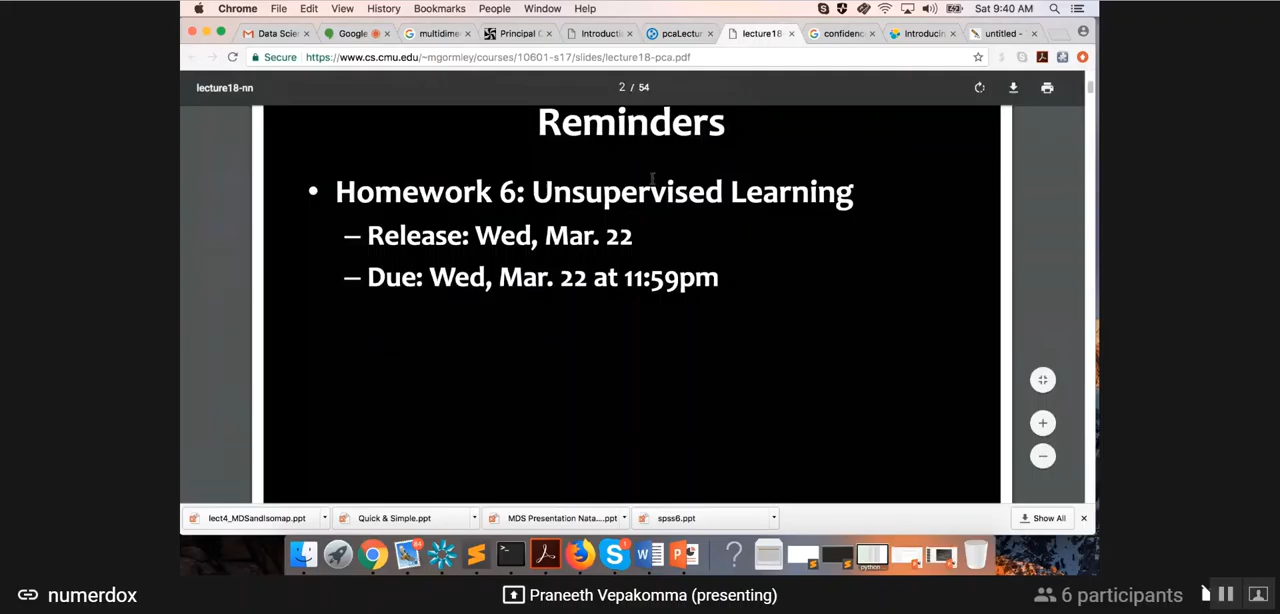 Chrome File Edit View History Bookmarks People Window Help Sat 9:40 AM
Data Scie Google multidime Principal C Introducti pcaLectur lecture18 confidenc Introducin untitled -
Secure https://www.cs.cmu.edu/~mgormley/courses/10601-s17/slides/lecture18-pca.pdf
lecture18-nn 2 / 54
Reminders
• Homework 6: Unsupervised Learning
– Release: Wed, Mar. 22
– Due: Wed, Mar. 22 at 11:59pm
lect4_MDSandIsomap.ppt Quick & Simple.ppt MDS Presentation Nata....ppt spss6.ppt Show All
python
numerdox Praneeth Vepakomma (presenting) 6 participants